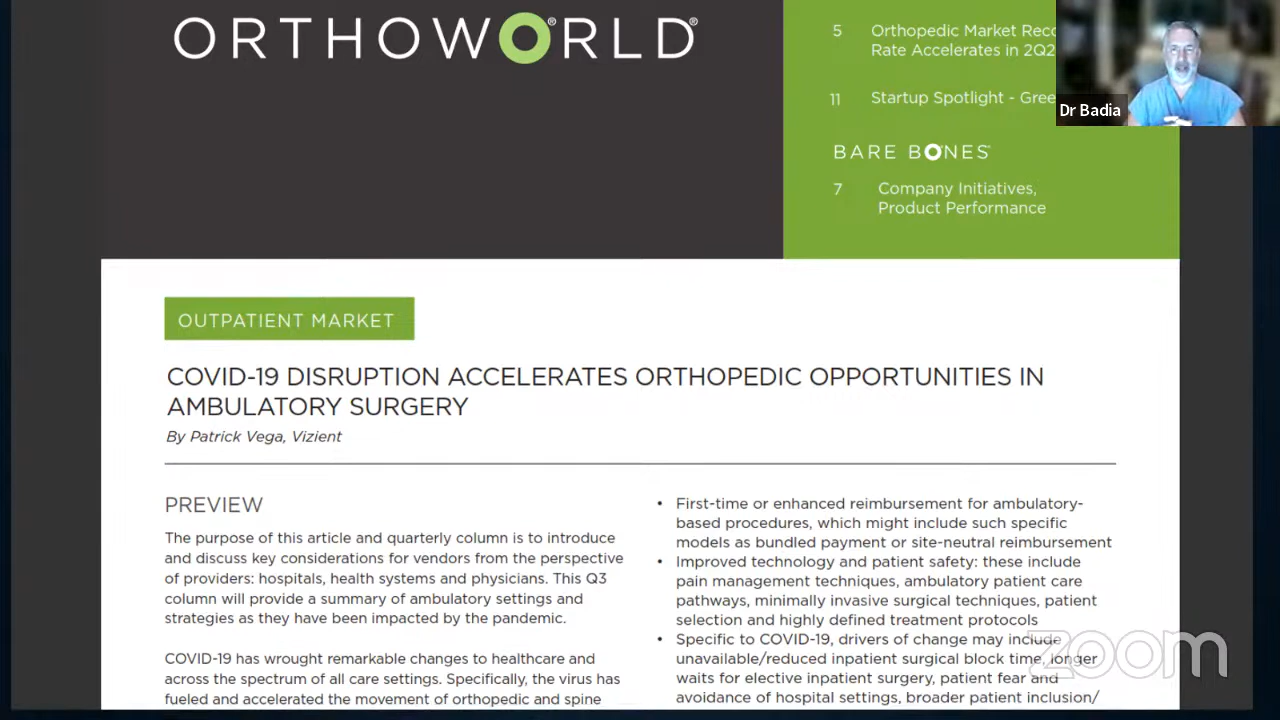 ORTHOWORLD®
5 Orthopedic Market Reco
Rate Accelerates in 2Q2
11 Startup Spotlight - Gree
BARE BONES®
7 Company Initiatives,
Product Performance
Dr Badia
OUTPATIENT MARKET
COVID-19 DISRUPTION ACCELERATES ORTHOPEDIC OPPORTUNITIES IN
AMBULATORY SURGERY
By Patrick Vega, Vizient
PREVIEW
The purpose of this article and quarterly column is to introduce
and discuss key considerations for vendors from the perspective
of providers: hospitals, health systems and physicians. This Q3
column will provide a summary of ambulatory settings and
strategies as they have been impacted by the pandemic.
COVID-19 has wrought remarkable changes to healthcare and
across the spectrum of all care settings. Specifically, the virus has
fueled and accelerated the movement of orthopedic and spine
• First-time or enhanced reimbursement for ambulatory-
based procedures, which might include such specific
models as bundled payment or site-neutral reimbursement
• Improved technology and patient safety: these include
pain management techniques, ambulatory patient care
pathways, minimally invasive surgical techniques, patient
selection and highly defined treatment protocols
• Specific to COVID-19, drivers of change may include
unavailable/reduced inpatient surgical block time, longer
waits for elective inpatient surgery, patient fear and
avoidance of hospital settings, broader patient inclusion/
zoom